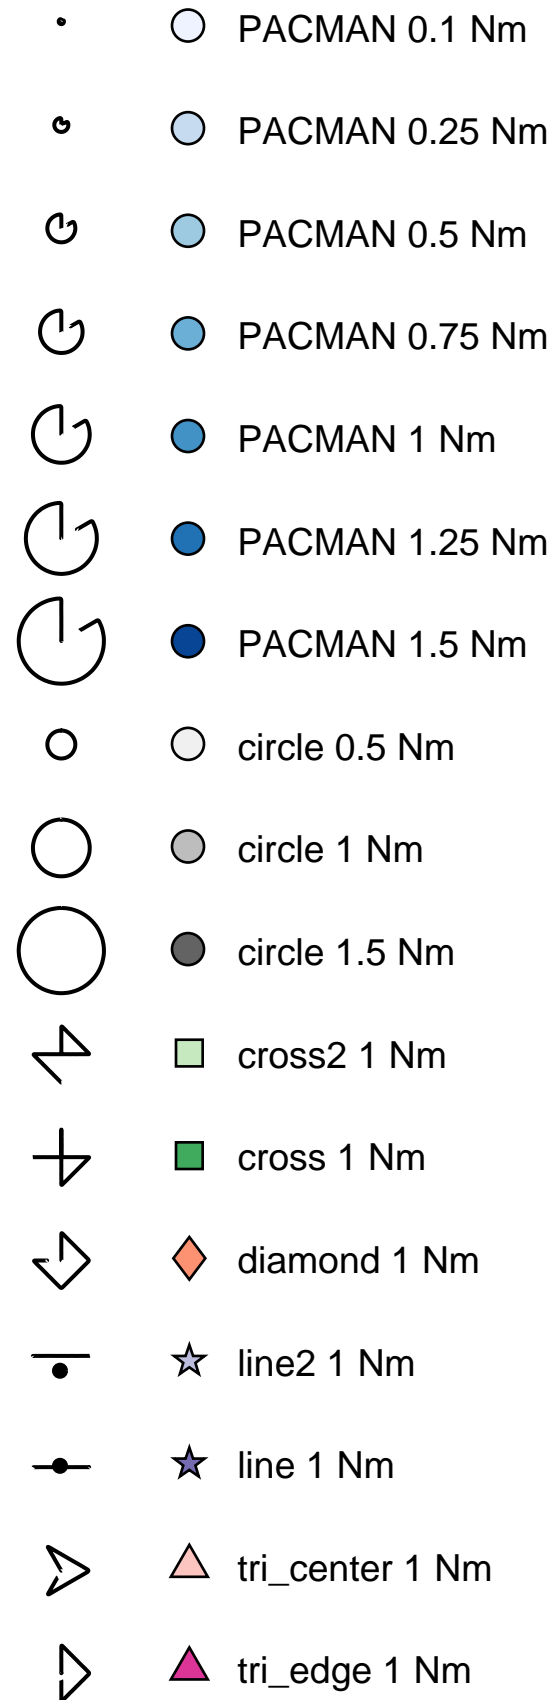 PACMAN 0.1 Nm
PACMAN 0.25 Nm
PACMAN 0.5 Nm
PACMAN 0.75 Nm
PACMAN 1 Nm
PACMAN 1.25 Nm
PACMAN 1.5 Nm
circle 0.5 Nm
circle 1 Nm
circle 1.5 Nm
cross2 1 Nm
cross 1 Nm
diamond 1 Nm
line2 1 Nm
line 1 Nm
tri_center 1 Nm
tri_edge 1 Nm